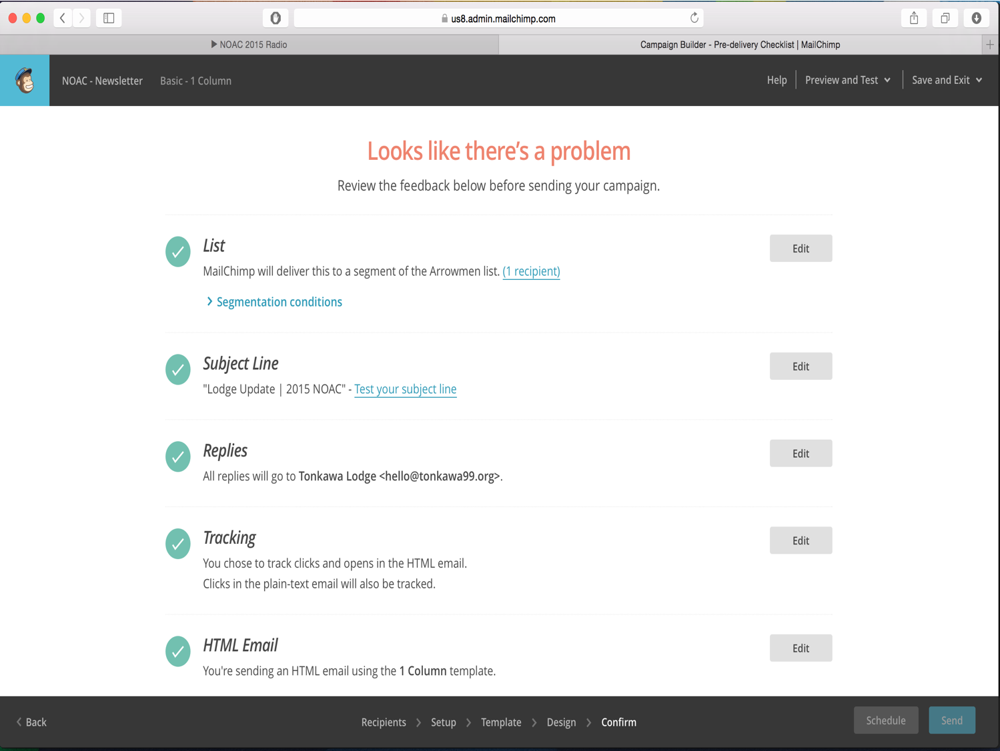 us8.admin.mailchimp.com
NOAC 2015 Radio
Campaign Builder - Pre-delivery Checklist | MailChimp
NOAC - Newsletter
Basic - 1 Column
Help
Preview and Test
Save and Exit
Looks like there's a problem
Review the feedback below before sending your campaign.
List
Edit
MailChimp will deliver this to a segment of the Arrowmen list. (1 recipient)
Segmentation conditions
Subject Line
Edit
"Lodge Update | 2015 NOAC" - Test your subject line
Replies
Edit
All replies will go to Tonkawa Lodge <hello@tonkawa99.org>.
Tracking
Edit
You chose to track clicks and opens in the HTML email.
Clicks in the plain-text email will also be tracked.
HTML Email
Edit
You're sending an HTML email using the 1 Column template.
Back
Recipients
Setup
Template
Design
Confirm
Schedule
Send